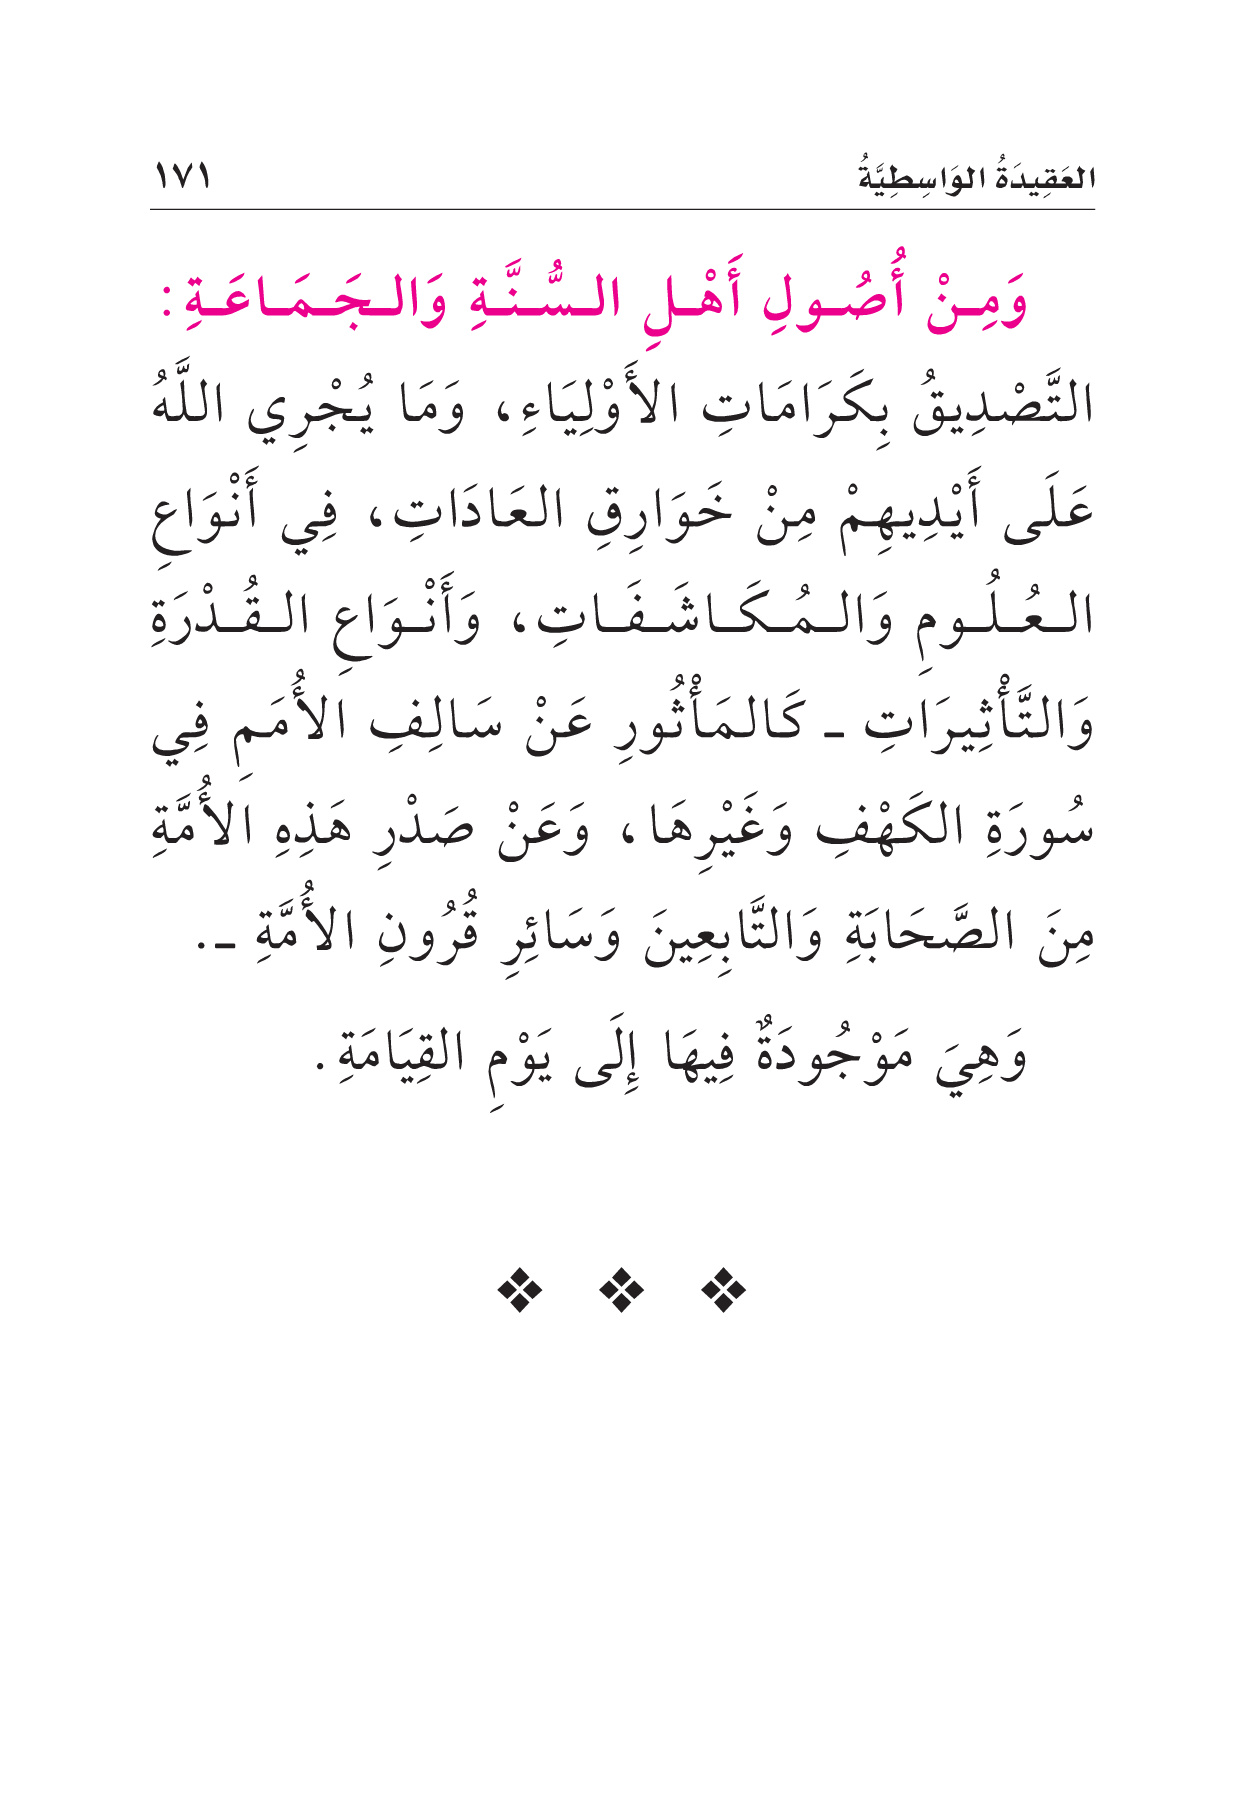 العَقِيدَةُ الوَاسِطِيَّةُ ١٧١
وَمِنْ أُصُولِ أَهْلِ السُّنَّةِ وَالجَمَاعَةِ:
التَّصْدِيقُ بِكَرَامَاتِ الأَوْلِيَاءِ، وَمَا يُجْرِي اللَّهُ
عَلَى أَيْدِيهِمْ مِنْ خَوَارِقِ العَادَاتِ، فِي أَنْوَاعِ
العُلُومِ وَالمُكَاشَفَاتِ، وَأَنْوَاعِ القُدْرَةِ
وَالتَّأْثِيرَاتِ ـ كَالمَأْثُورِ عَنْ سَالِفِ الأُمَمِ فِي
سُورَةِ الكَهْفِ وَغَيْرِهَا، وَعَنْ صَدْرِ هَذِهِ الأُمَّةِ
مِنَ الصَّحَابَةِ وَالتَّابِعِينَ وَسَائِرِ قُرُونِ الأُمَّةِ ـ.
وَهِيَ مَوْجُودَةٌ فِيهَا إِلَى يَوْمِ القِيَامَةِ.